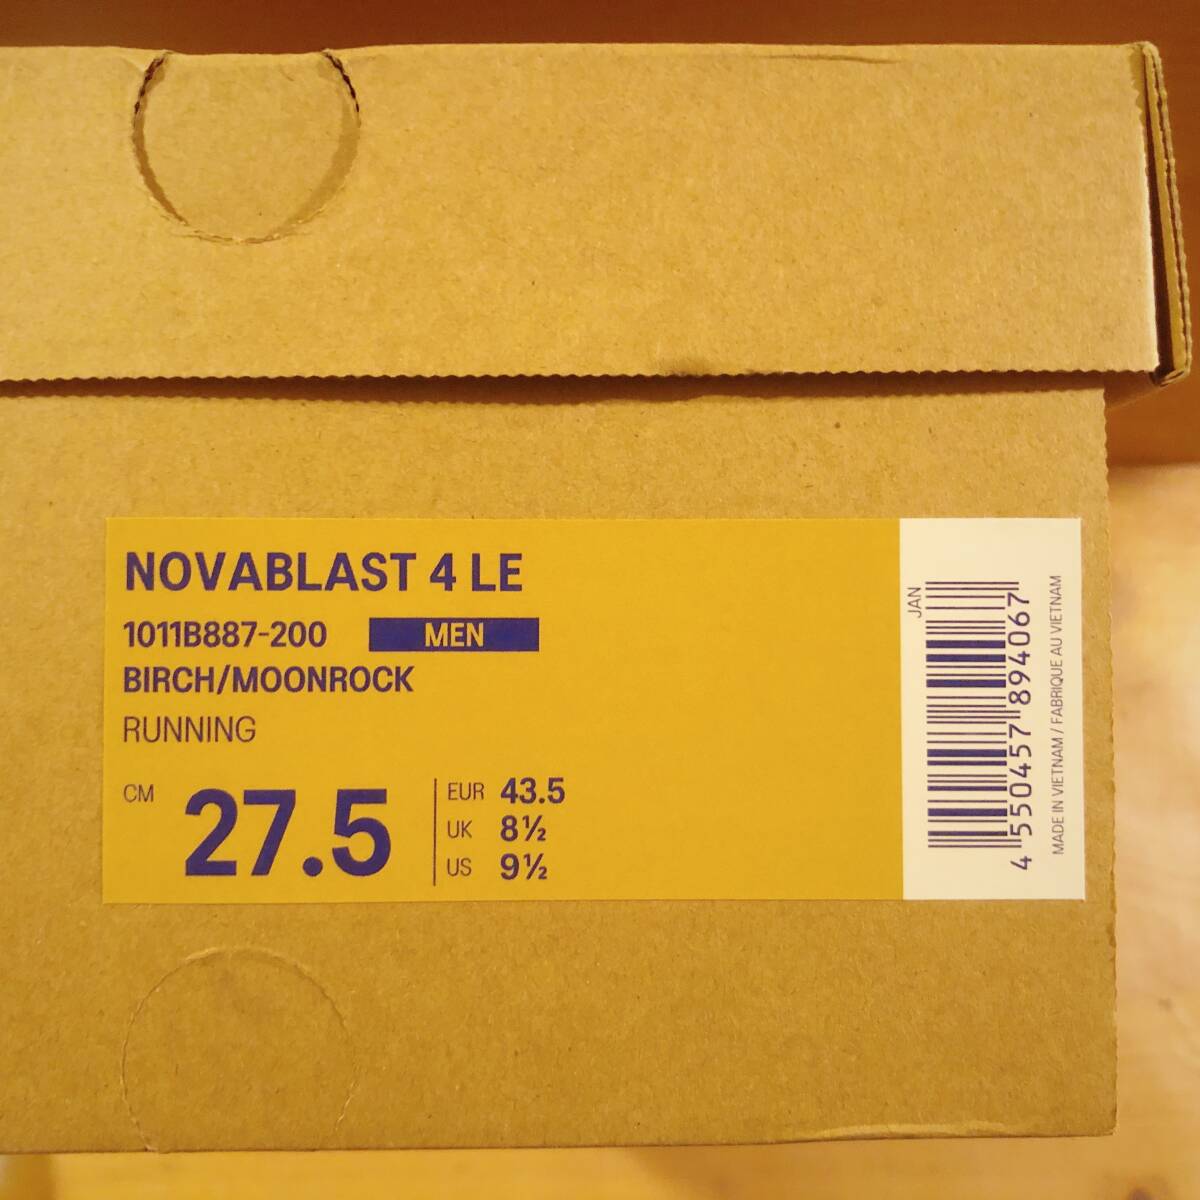 NOVABLAST 4 LE
1011B887-200 MEN
BIRCH/MOONROCK
RUNNING
CM 27.5
EUR 43.5
UK 8½
US 9½
JAN
4 550457 894067
MADE IN VIETNAM / FABRIQUE AU VIETNAM